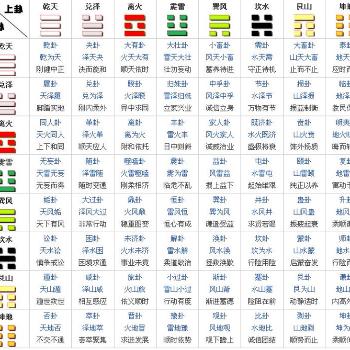 上卦
乾天 兑泽 离火 震雷 巽风 坎水 艮山 坤地
乾天 乾卦 夬卦 大有卦 大壮卦 小畜卦 需卦 大畜卦 泰卦
乾为天 泽天夬 火天大有 雷天大壮 风天小畜 水天需 山天大畜
刚健中正 决而能和 顺天依时 蓄养待进 守正待机 止而不止
兑泽 履卦 兑卦 睽卦 归妹卦 中孚卦 节卦 损卦
天泽履 兑为泽 火泽睽 雷泽归妹 风泽中孚 水泽节 山泽损
脚踏实地 刚内柔外 异中求同 立家兴业 诚信立身 万物有节 损益制衡
离火 同人卦 革卦 离卦 丰卦 家人卦 既济卦 贲卦
天火同人 泽火革 离为火 雷火丰 风火家人 水火既济 山火贲
上下和同 顺天应人 附和依托 日中则斜 诚威治业 盛极将衰
震雷 无妄卦 随卦 噬嗑卦 震卦 益卦 屯卦 颐卦 复卦
天雷无妄 泽雷随 火雷噬嗑 震为雷 风雷益 水雷屯 山雷颐
无妄而得 随时变通 刚柔相济 临危不乱 损上益下 起始维艰 纯正以养
巽风 姤卦 大过卦 鼎卦 恒卦 巽卦 井卦 蛊卦 升卦
天风姤 泽风大过 火风鼎 雷风恒 巽为风 水风井 山风蛊
天下有风 非常行动 稳重图变 恒心有成 谦逊受益 求贤若渴 振疲起衰
坎水 讼卦 困卦 未济卦 解卦 涣卦 坎卦 蒙卦 师卦
天水讼 泽水困 火水未济 雷水解 风水涣 坎为水 山水蒙
慎争戒讼 困境求通 事业未竟 柔道致治 拯救涣散 行险用险 启蒙奋发
艮山 遁卦 咸卦 旅卦 小过卦 渐卦 蹇卦 艮卦 谦卦
天山遁 泽山咸 火山旅 雷山小过 风山渐 水山蹇 艮为山
遁世救世 相互感应 依义顺时 行动有度 渐进蓄德 险阻在前 动静适时
坤地 否卦 萃卦 晋卦 豫卦 观卦 比卦 剥卦 坤卦
天地否 泽地萃 火地晋 雷地豫 风地观 水地比 山地剥
不交不通 荟萃聚集 求进发展 顺时依势 观下瞻上 诚信团结 顺势而止